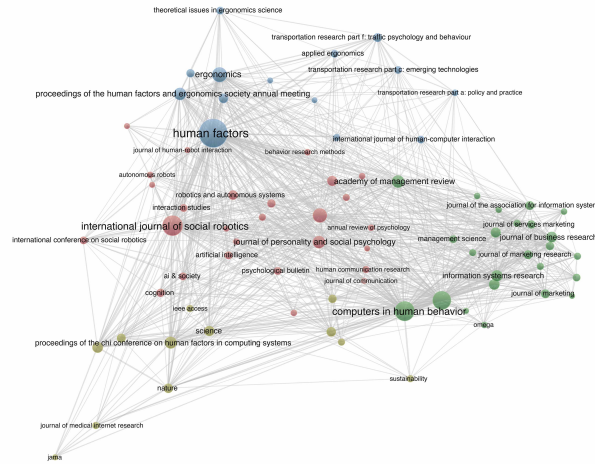 theoretical issues in ergonomics science
transportation research part f: traffic psychology and behaviour
applied ergonomics
transportation research part c: emerging technologies
ergonomics
proceedings of the human factors and ergonomics society annual meeting
transportation research part a: policy and practice
human factors
international journal of human-computer interaction
journal of human-robot interaction
behavior research methods
autonomous robots
academy of management review
robotics and autonomous systems
interaction studies
journal of the association for information system
journal of services marketing
international journal of social robotics
annual review of psychology
international conference on social robotics
journal of personality and social psychology
management science
journal of business research
artificial intelligence
journal of marketing research
psychological bulletin
human communication research
ai & society
information systems research
journal of communication
cognition
journal of marketing
ieee access
computers in human behavior
omega
science
proceedings of the chi conference on human factors in computing systems
sustainability
nature
journal of medical internet research
jama